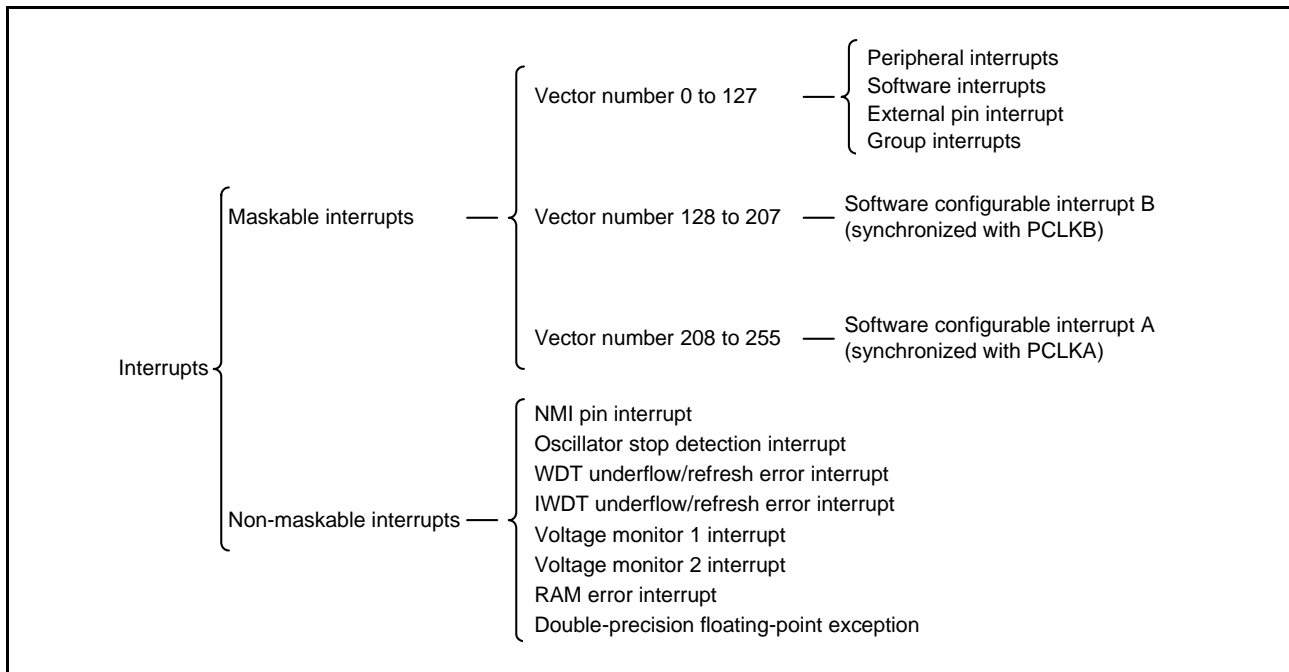 Interrupts
Maskable interrupts
Vector number 0 to 127
Peripheral interrupts
Software interrupts
External pin interrupt
Group interrupts
Vector number 128 to 207
Software configurable interrupt B
(synchronized with PCLKB)
Vector number 208 to 255
Software configurable interrupt A
(synchronized with PCLKA)
Non-maskable interrupts
NMI pin interrupt
Oscillator stop detection interrupt
WDT underflow/refresh error interrupt
IWDT underflow/refresh error interrupt
Voltage monitor 1 interrupt
Voltage monitor 2 interrupt
RAM error interrupt
Double-precision floating-point exception